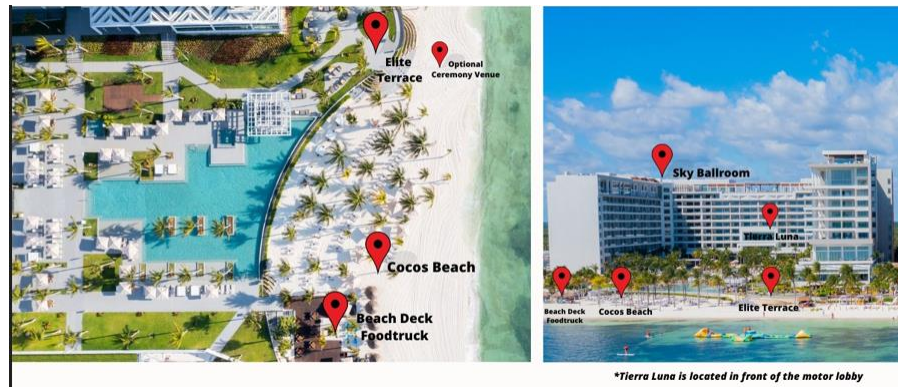 Elite
Terrace
Optional
Ceremony Venue
Cocos Beach
Beach Deck
Foodtruck
Sky Ballroom
Tierra Luna
Beach Deck
Foodtruck
Cocos Beach
Elite Terrace
*Tierra Luna is located in front of the motor lobby